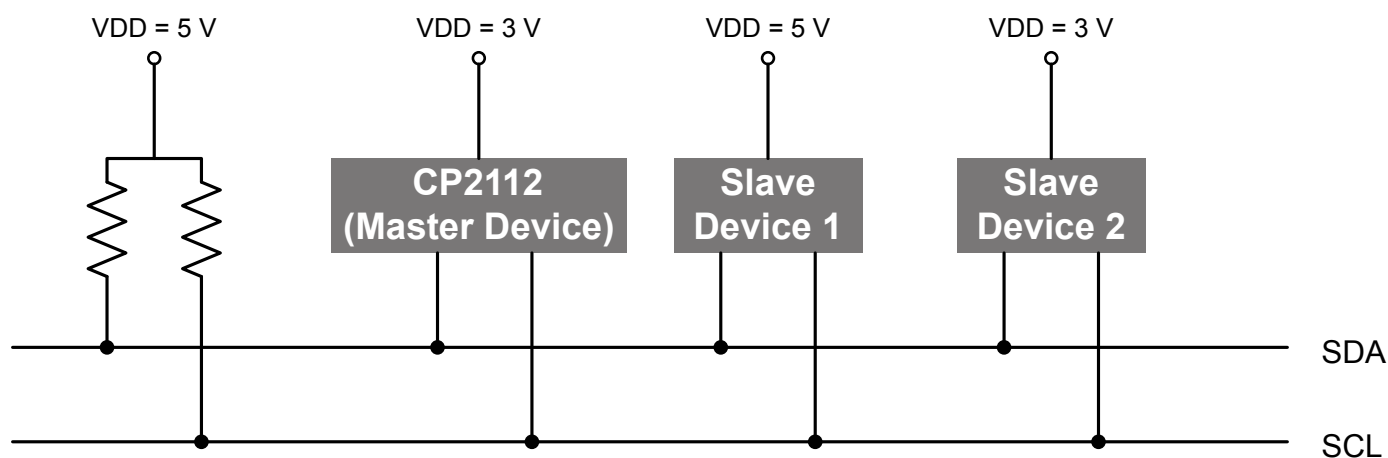 VDD = 5 V
VDD = 3 V
VDD = 5 V
VDD = 3 V
CP2112
(Master Device)
Slave
Device 1
Slave
Device 2
SDA
SCL